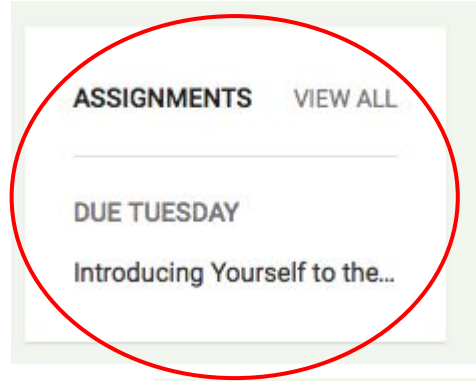 ASSIGNMENTS VIEW ALL
DUE TUESDAY
Introducing Yourself to the...